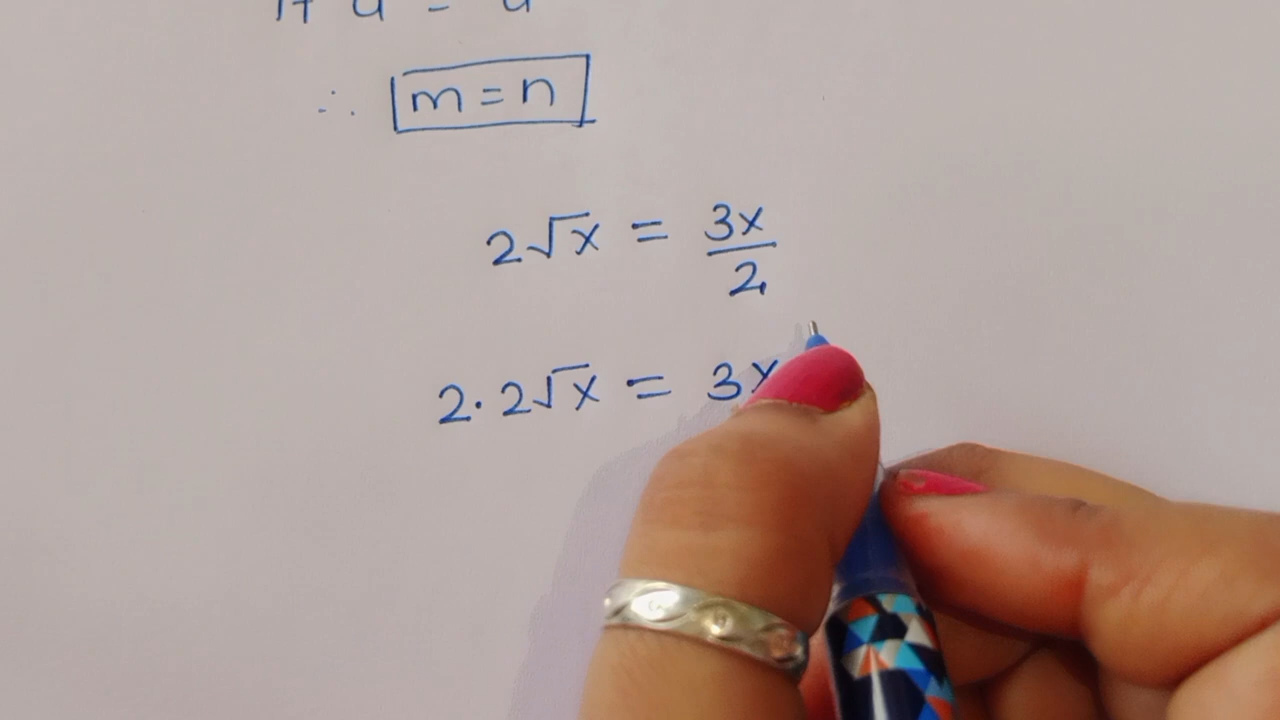 ∴ m = n
2√x = 3x/2
2·2√x = 3x